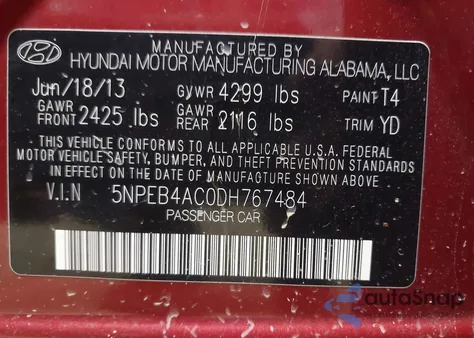 MANUFACTURED BY
HYUNDAI MOTOR MANUFACTURING ALABAMA, LLC
Jun/18/13 GVWR 4299 lbs PAINT T4
GAWR FRONT 2425 lbs GAWR REAR 2116 lbs TRIM YD
THIS VEHICLE CONFORMS TO ALL APPLICABLE U.S.A. FEDERAL
MOTOR VEHICLE SAFETY, BUMPER, AND THEFT PREVENTION STANDARDS
IN EFFECT ON THE DATE OF MANUFACTURE SHOWN ABOVE
V.I.N 5NPEB4AC0DH767484
PASSENGER CAR
autoSnap